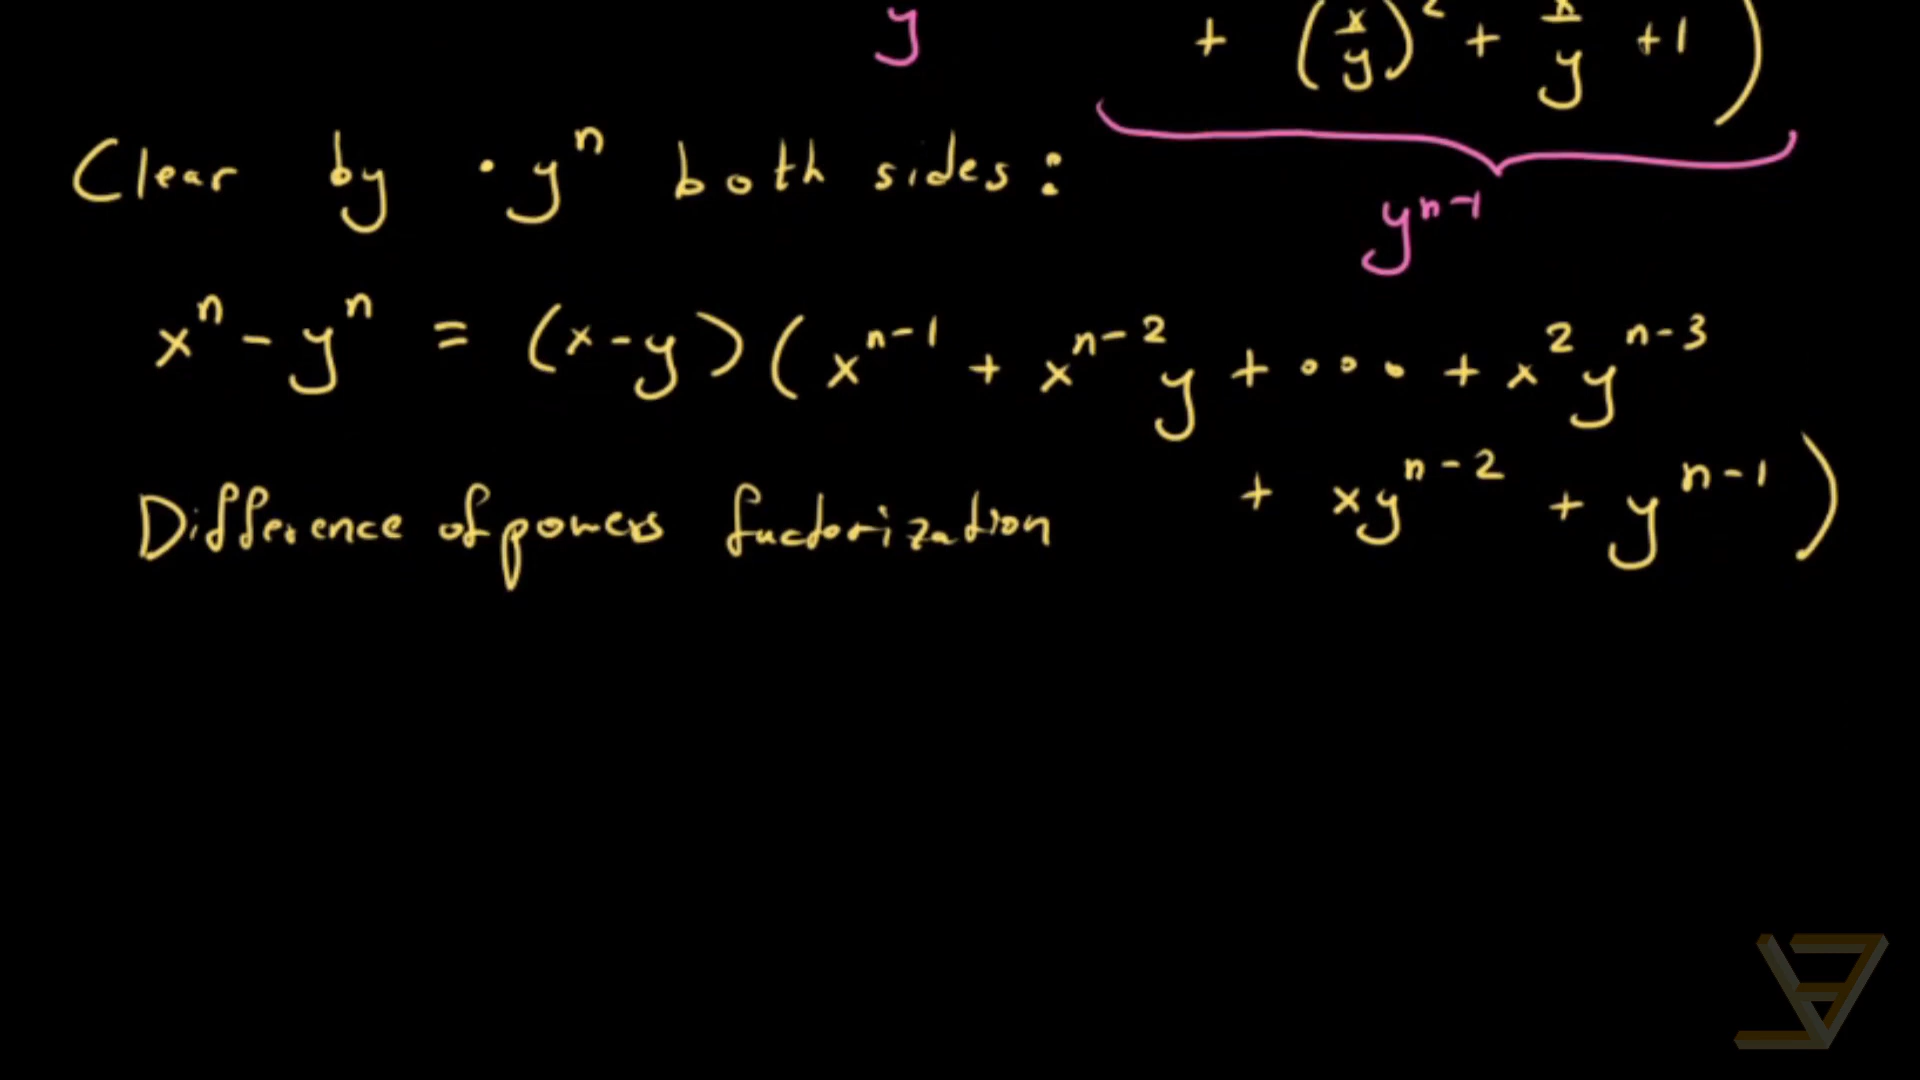 y + (x/y)² + x/y + 1 )
Clear by · yⁿ both sides:
yⁿ⁻¹
xⁿ - yⁿ = (x - y)(xⁿ⁻¹ + xⁿ⁻²y + ∘∘∘ + x²yⁿ⁻³
+ xyⁿ⁻² + yⁿ⁻¹)
Difference of powers factorization